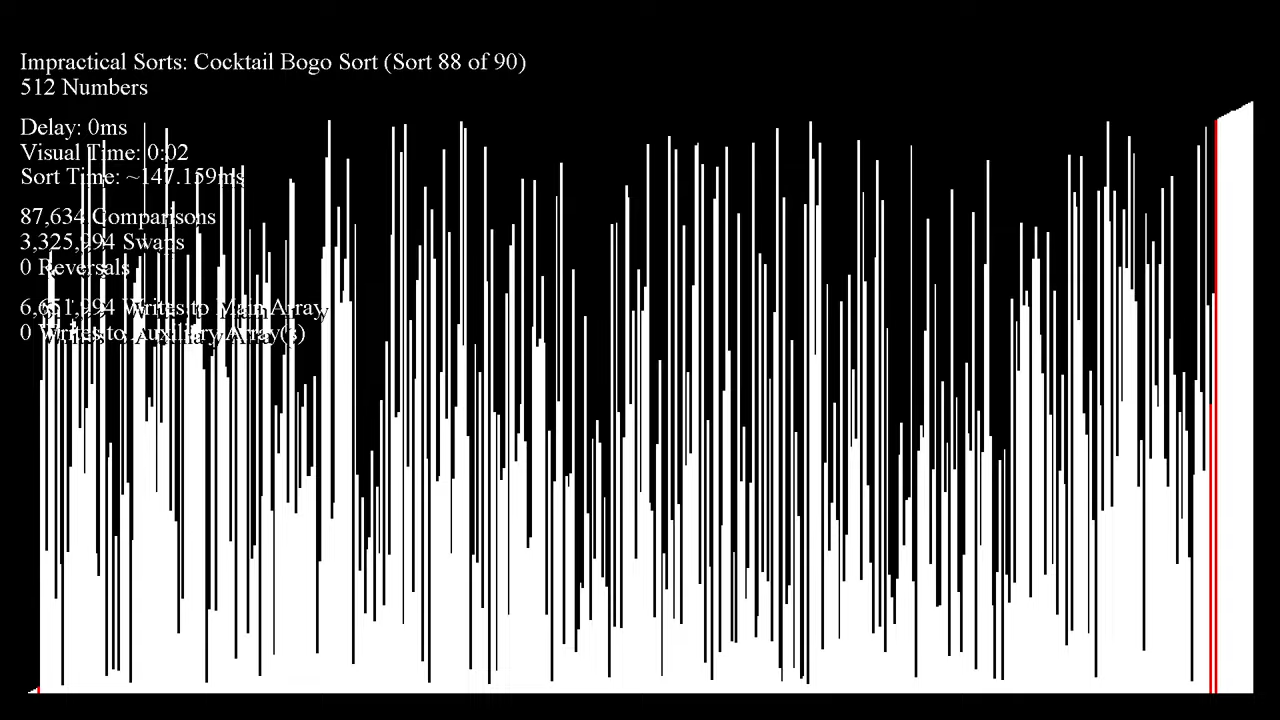 Impractical Sorts: Cocktail Bogo Sort (Sort 88 of 90)
512 Numbers
Delay: 0ms
Visual Time: 0:02
Sort Time: ~147.159ms
87,634 Comparisons
3,325,994 Swaps
0 Reversals
6,651,994 Writes to Main Array
0 Writes to Auxiliary Array(s)